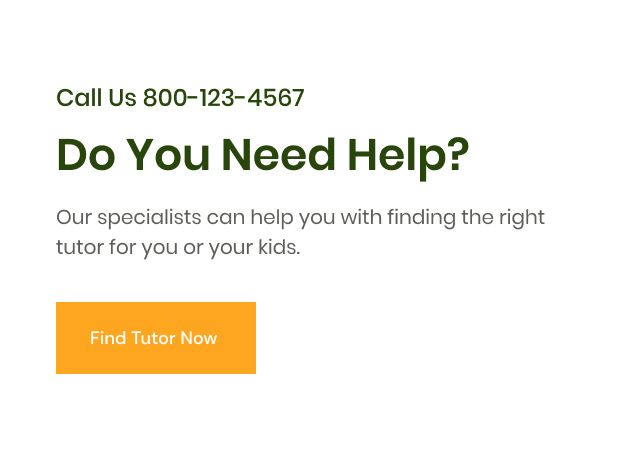 Call Us 800-123-4567
Do You Need Help?
Our specialists can help you with finding the right
tutor for you or your kids.
Find Tutor Now